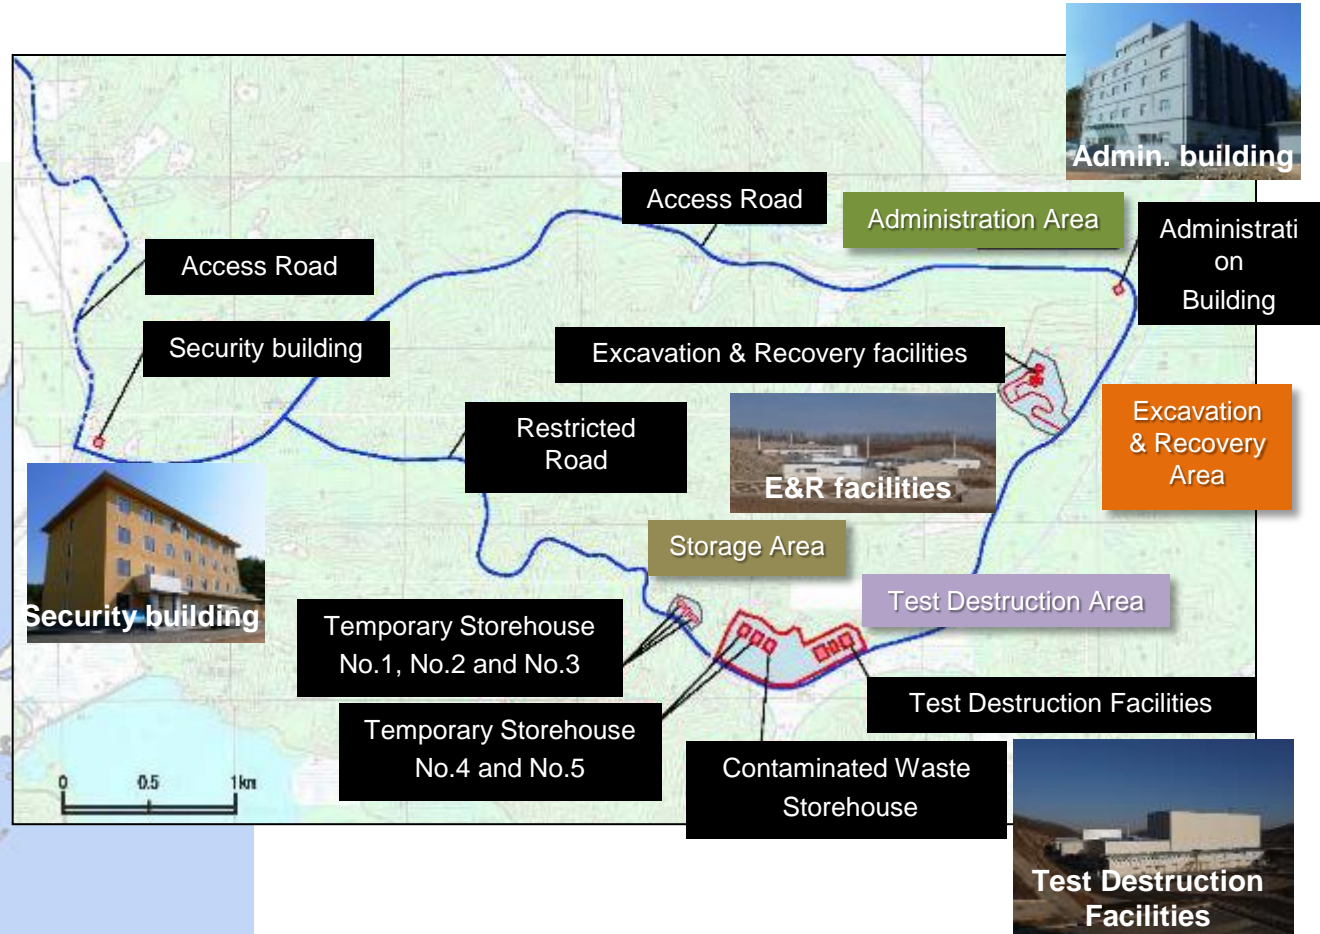 Admin. building
Access Road
Administration Area
Administrati
on
Building
Access Road
Security building
Excavation & Recovery facilities
Excavation
& Recovery
Area
Restricted
Road
E&R facilities
Storage Area
Security building
Test Destruction Area
Temporary Storehouse
No.1, No.2 and No.3
Test Destruction Facilities
Temporary Storehouse
No.4 and No.5
Contaminated Waste
Storehouse
0 0.5 1km
Test Destruction
Facilities